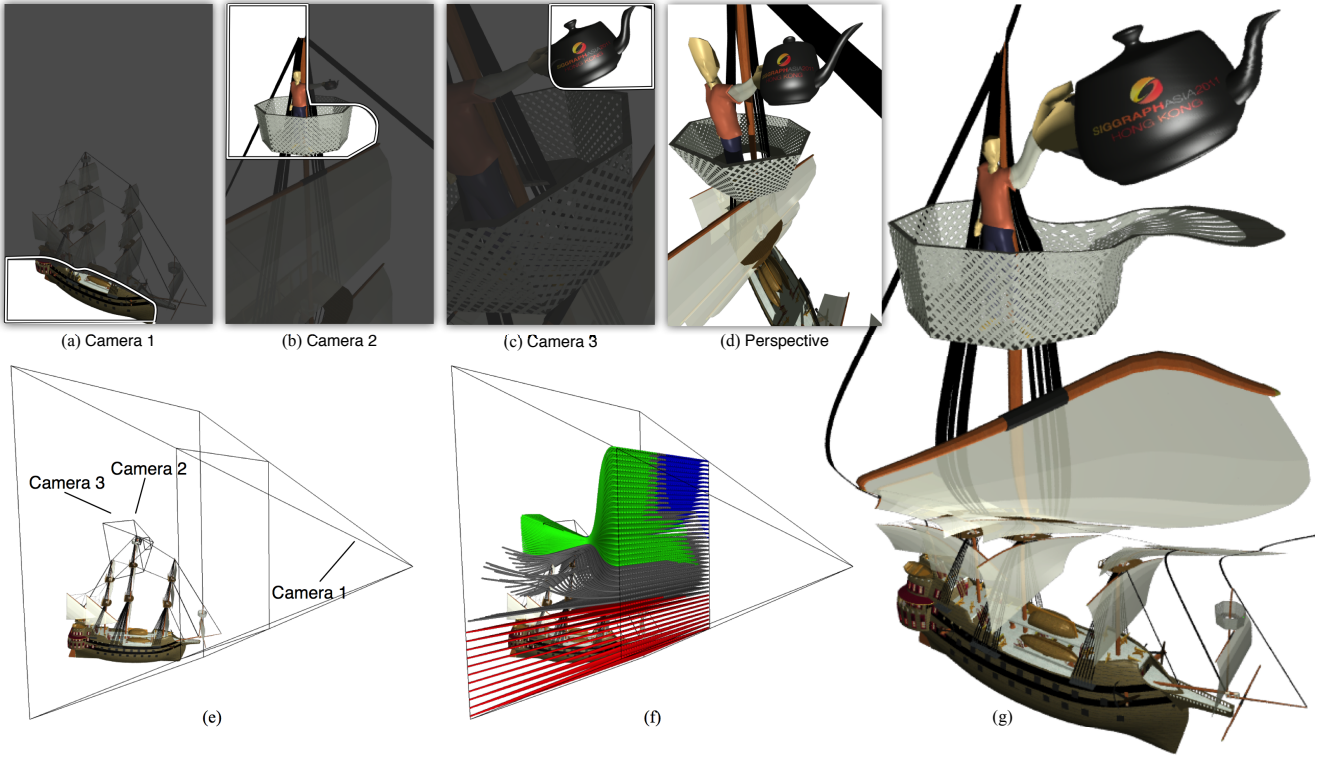 SIGGRAPHASIA2011
HONG KONG
(a) Camera 1
(b) Camera 2
(c) Camera 3
(d) Perspective
Camera 2
Camera 3
Camera 1
(e)
(f)
(g)